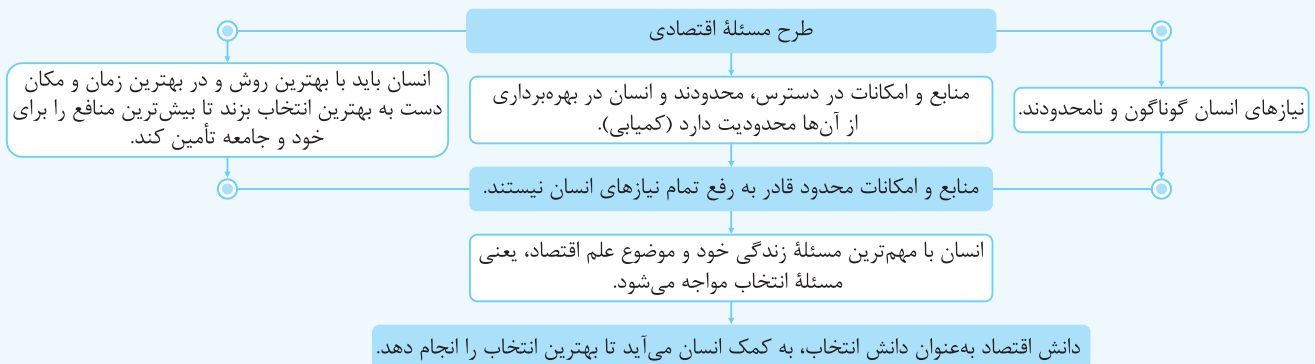 طرح مسئلهٔ اقتصادی
نیازهای انسان گوناگون و نامحدودند.
منابع و امکانات در دسترس، محدودند و انسان در بهره‌برداری
از آن‌ها محدودیت دارد (کمیابی).
انسان باید با بهترین روش و در بهترین زمان و مکان
دست به بهترین انتخاب بزند تا بیش‌ترین منافع را برای
خود و جامعه تأمین کند.
منابع و امکانات محدود قادر به رفع تمام نیازهای انسان نیستند.
انسان با مهم‌ترین مسئلهٔ زندگی خود و موضوع علم اقتصاد، یعنی
مسئلهٔ انتخاب مواجه می‌شود.
دانش اقتصاد به‌عنوان دانش انتخاب، به کمک انسان می‌آید تا بهترین انتخاب را انجام دهد.